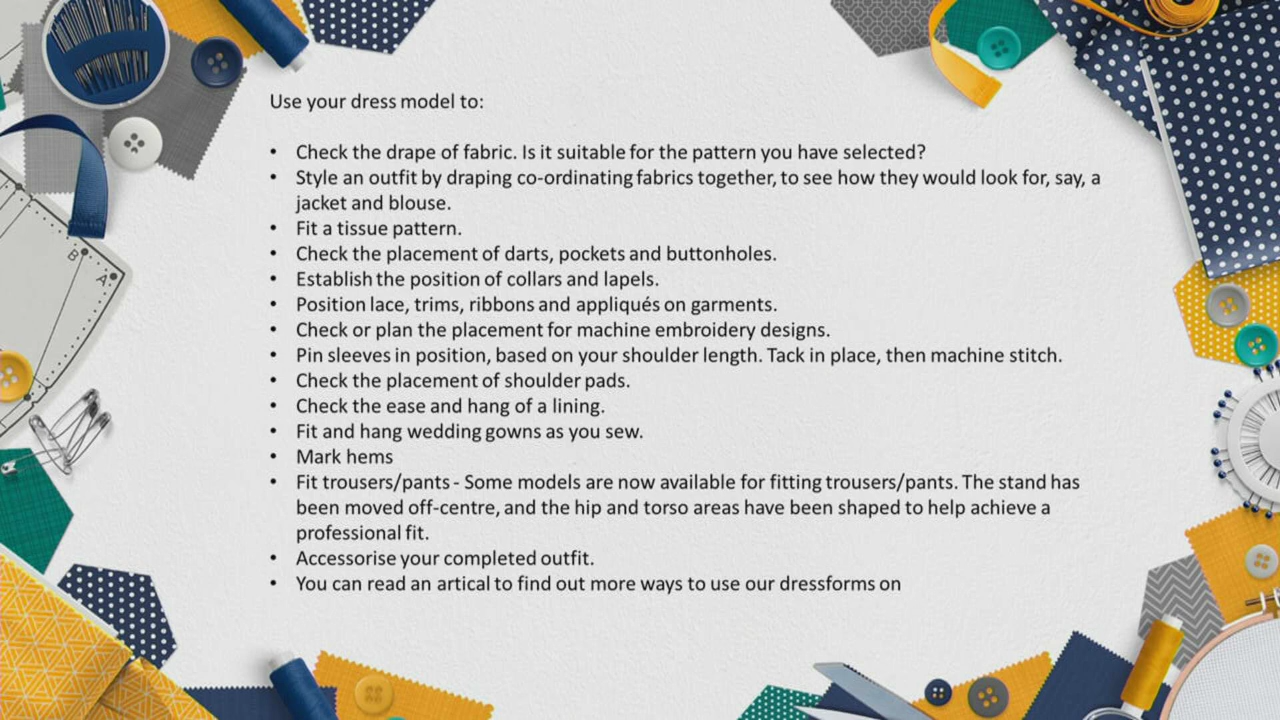 Use your dress model to:
• Check the drape of fabric. Is it suitable for the pattern you have selected?
• Style an outfit by draping co-ordinating fabrics together, to see how they would look for, say, a
jacket and blouse.
• Fit a tissue pattern.
• Check the placement of darts, pockets and buttonholes.
• Establish the position of collars and lapels.
• Position lace, trims, ribbons and appliqués on garments.
• Check or plan the placement for machine embroidery designs.
• Pin sleeves in position, based on your shoulder length. Tack in place, then machine stitch.
• Check the placement of shoulder pads.
• Check the ease and hang of a lining.
• Fit and hang wedding gowns as you sew.
• Mark hems
• Fit trousers/pants - Some models are now available for fitting trousers/pants. The stand has
been moved off-centre, and the hip and torso areas have been shaped to help achieve a
professional fit.
• Accessorise your completed outfit.
• You can read an artical to find out more ways to use our dressforms on
B
A